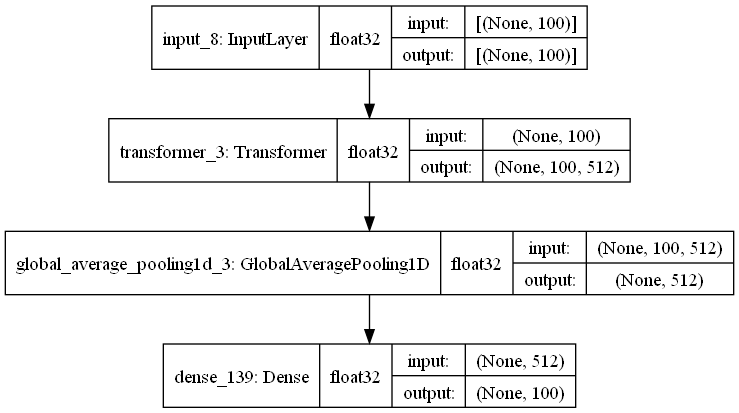 input_8: InputLayer float32 input: [(None, 100)]
output: [(None, 100)]
transformer_3: Transformer float32 input: (None, 100)
output: (None, 100, 512)
global_average_pooling1d_3: GlobalAveragePooling1D float32 input: (None, 100, 512)
output: (None, 512)
dense_139: Dense float32 input: (None, 512)
output: (None, 100)